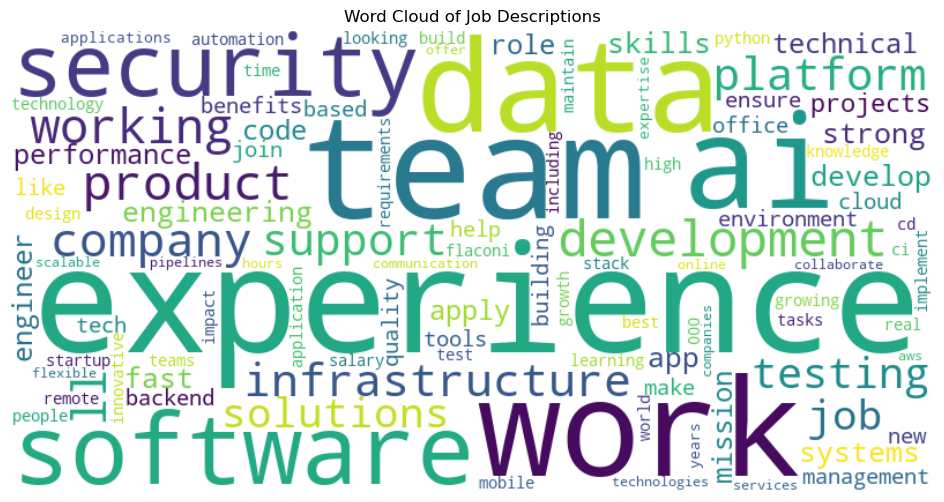 Word Cloud of Job Descriptions
applications
automation
looking
build
offer
role
skills
python
technical
security
data
time
maintain
expertise
platform
technology
benefits
based
ensure
projects
working
code
office
strong
team
ai
performance
join
requirements
including
high
knowledge
like
product
develop
design
engineering
environment
cloud
cd
company
support
help
flaconi
building
development
ci
engineer
scalable
pipelines
hours
communication
stack
online
collaborate
implement
experience
tech
impact
application
quality
apply
growth
growing
tasks
real
startup
teams
salary
test
tools
learning
best
000
companies
app
aws
flexible
innovative
fast
infrastructure
make
testing
remote
ll
backend
people
solutions
work
world
years
mission
job
new
software
systems
mobile
technologies
services
management